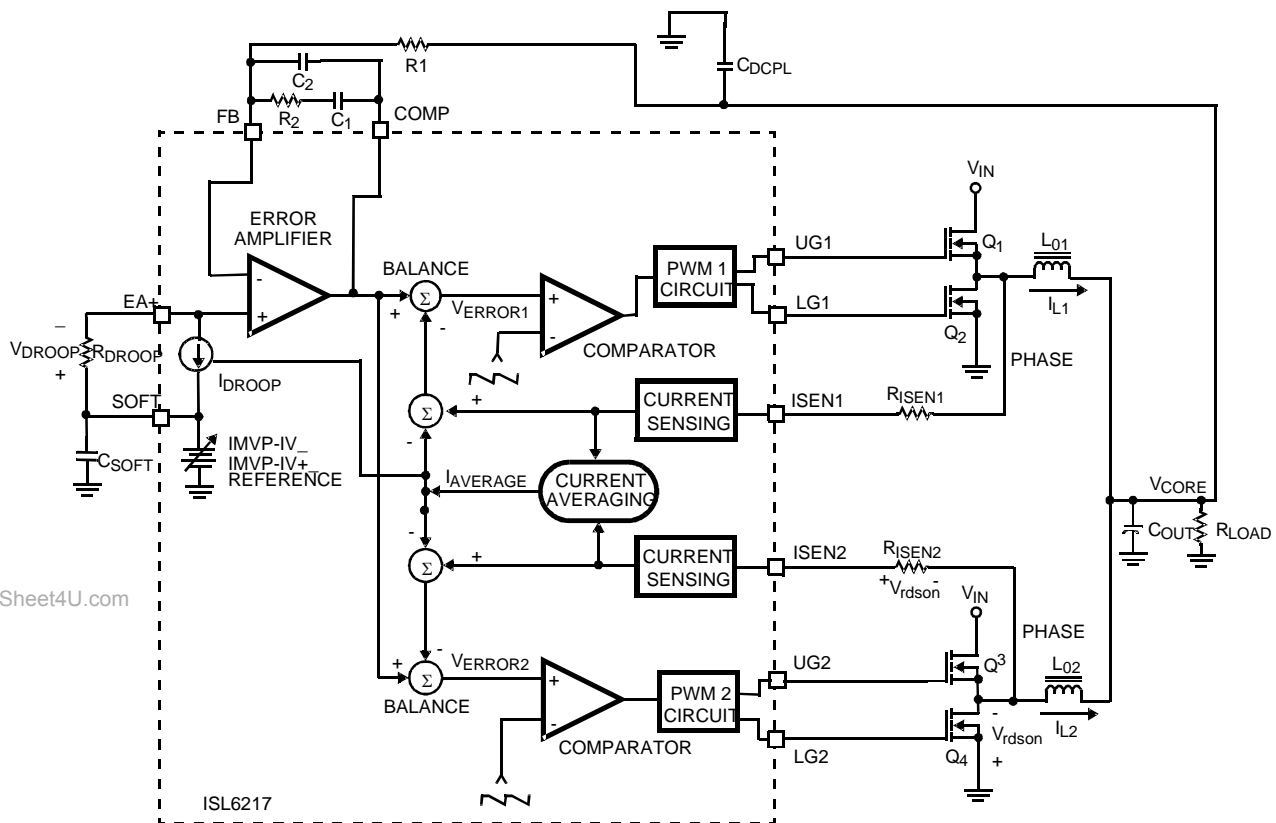 R1
CDCPL
C2
R2
C1
FB
COMP
VIN
ERROR
AMPLIFIER
Q1
L01
UG1
PWM 1
CIRCUIT
BALANCE
-
EA+
+
Σ
+
VERROR1
+
LG1
IL1
-
-
Q2
–
VDROOP
RDROOP
COMPARATOR
PHASE
+
IDROOP
SOFT
Σ
+
CURRENT
SENSING
ISEN1
RISEN1
-
CSOFT
IMVP-IV_
IMVP-IV+_
REFERENCE
IAVERAGE
CURRENT
AVERAGING
VCORE
COUT
RLOAD
-
Σ
+
CURRENT
SENSING
ISEN2
RISEN2
+
Vrdson
-
VIN
Sheet4U.com
PHASE
-
+
Σ
VERROR2
+
UG2
Q3
L02
BALANCE
PWM 2
CIRCUIT
-
-
IL2
Vrdson
COMPARATOR
LG2
Q4
+
ISL6217